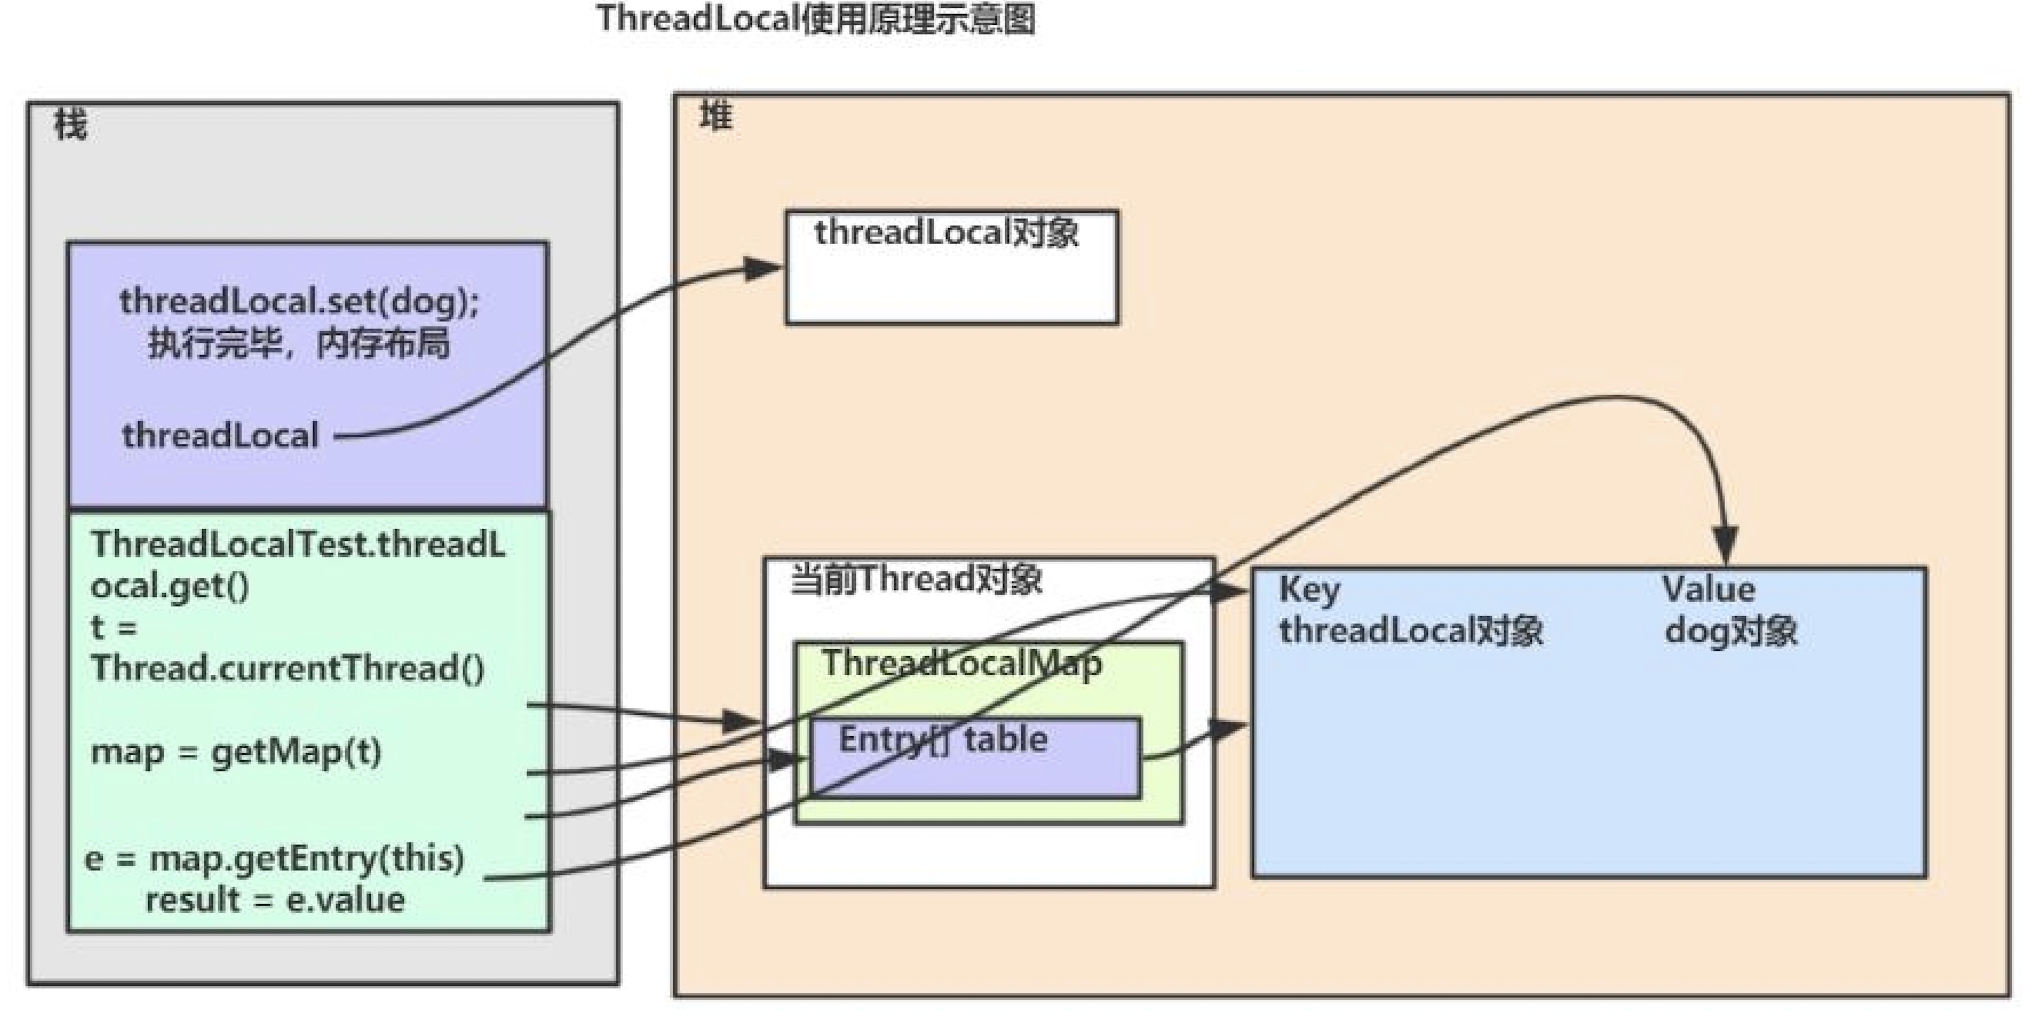 ThreadLocal使用原理示意图
栈
threadLocal.set(dog);
执行完毕，内存布局
threadLocal
ThreadLocalTest.threadL
ocal.get()
t =
Thread.currentThread()
map = getMap(t)
e = map.getEntry(this)
result = e.value
堆
threadLocal对象
当前Thread对象
ThreadLocalMap
Entry[] table
Key Value
threadLocal对象 dog对象